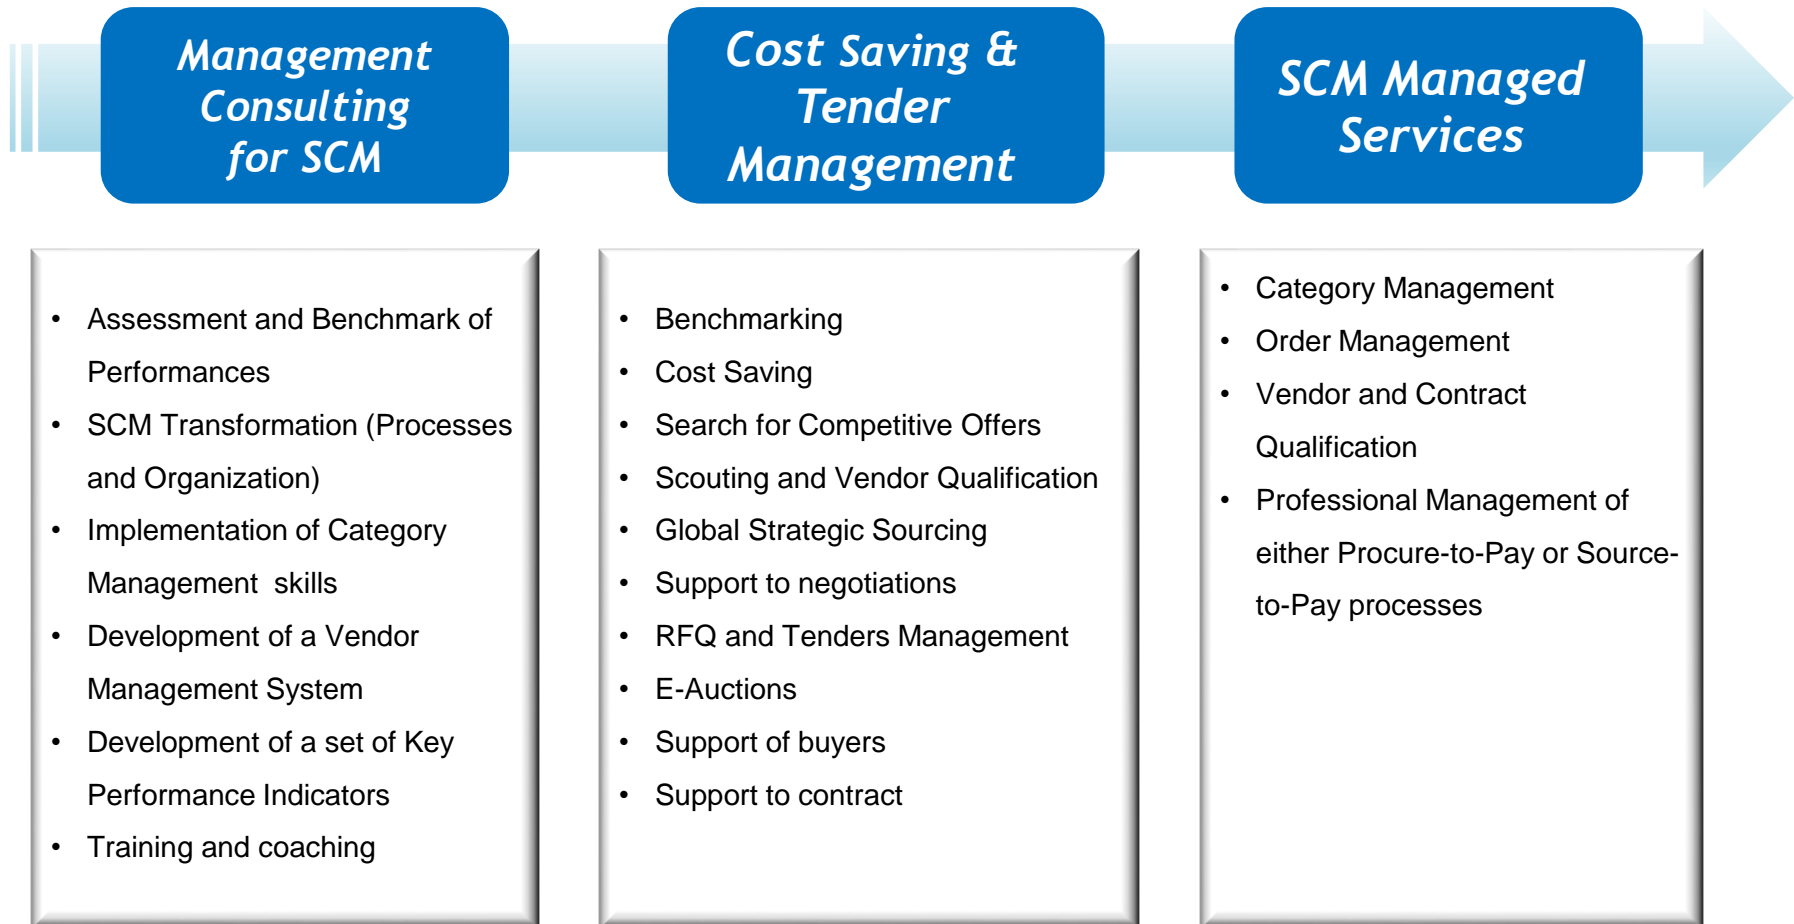 Management
Consulting
for SCM
Cost Saving &
Tender
Management
SCM Managed
Services
• Assessment and Benchmark of
Performances
• SCM Transformation (Processes
and Organization)
• Implementation of Category
Management  skills
• Development of a Vendor
Management System
• Development of a set of Key
Performance Indicators
• Training and coaching
• Benchmarking
• Cost Saving
• Search for Competitive Offers
• Scouting and Vendor Qualification
• Global Strategic Sourcing
• Support to negotiations
• RFQ and Tenders Management
• E-Auctions
• Support of buyers
• Support to contract
• Category Management
• Order Management
• Vendor and Contract
Qualification
• Professional Management of
either Procure-to-Pay or Source-
to-Pay processes